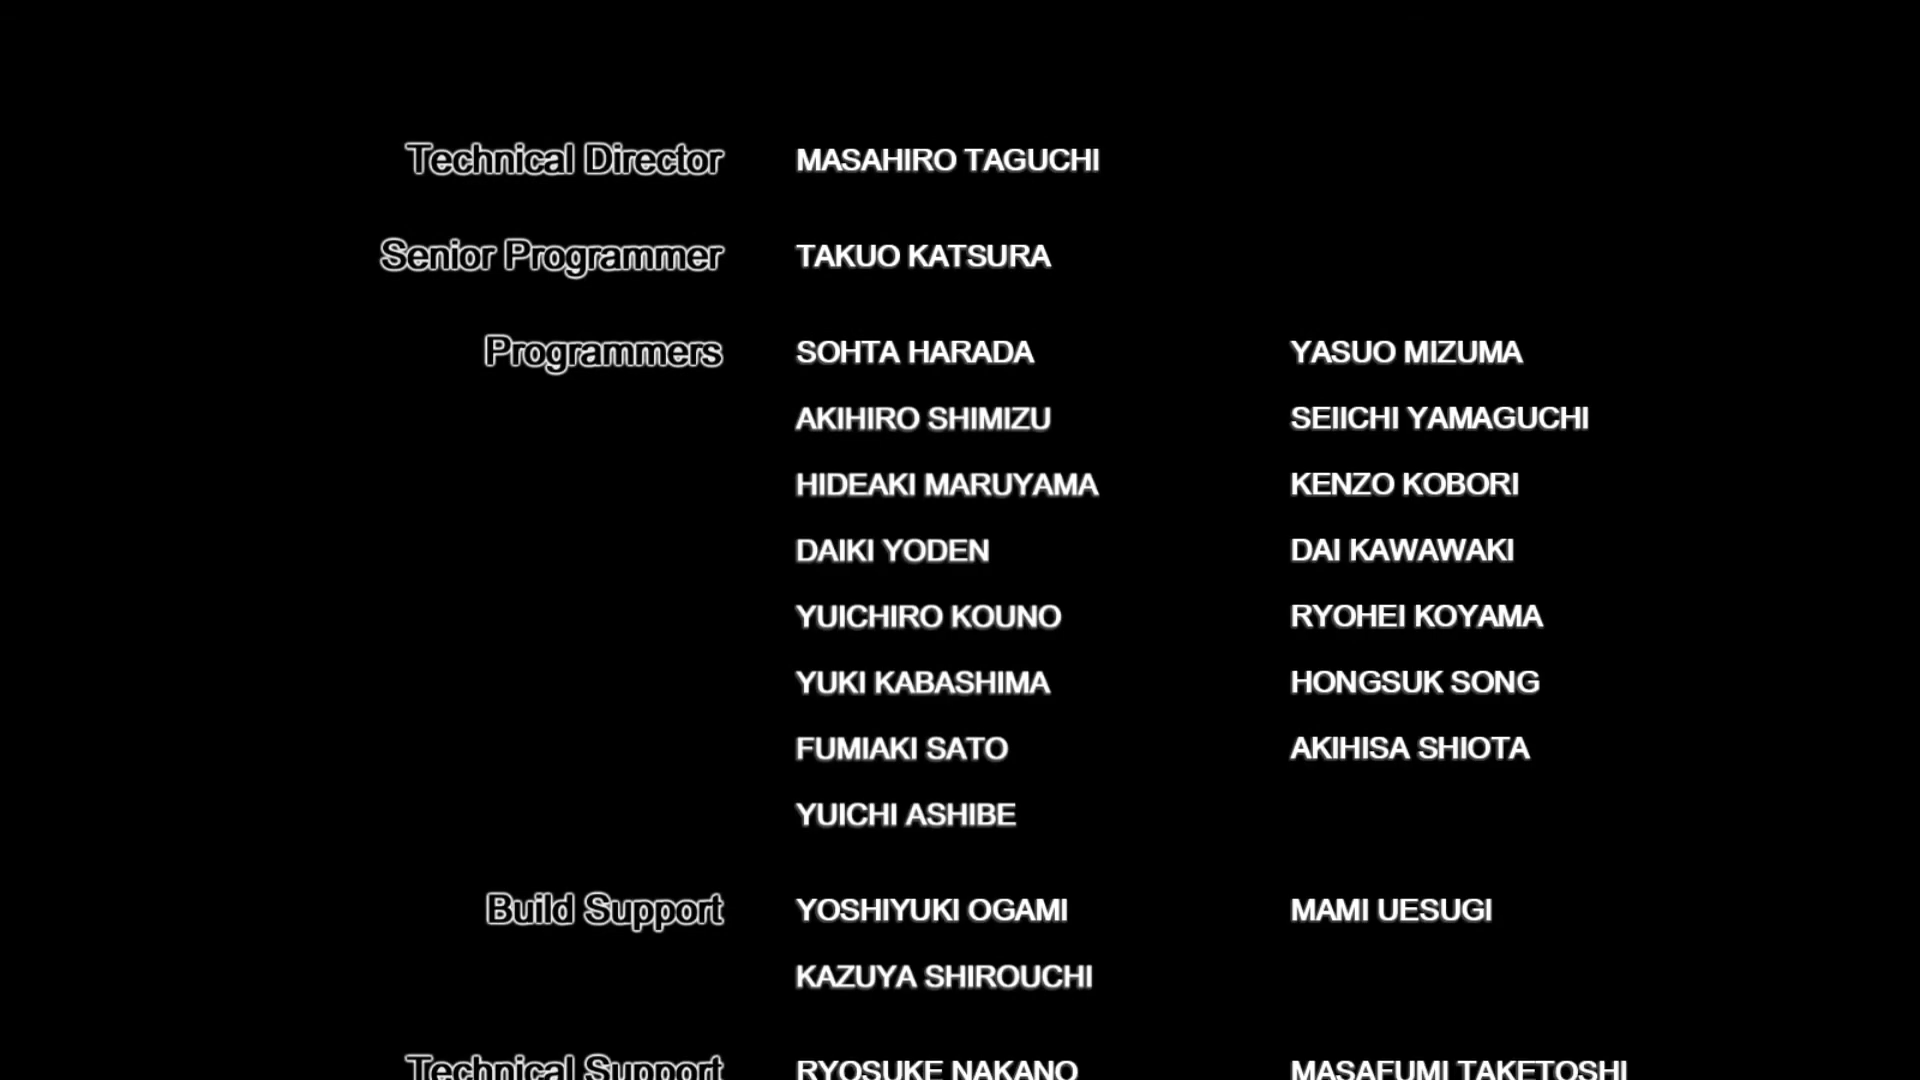 Technical Director MASAHIRO TAGUCHI
Senior Programmer TAKUO KATSURA
Programmers SOHTA HARADA YASUO MIZUMA
AKIHIRO SHIMIZU SEIICHI YAMAGUCHI
HIDEAKI MARUYAMA KENZO KOBORI
DAIKI YODEN DAI KAWAWAKI
YUICHIRO KOUNO RYOHEI KOYAMA
YUKI KABASHIMA HONGSUK SONG
FUMIAKI SATO AKIHISA SHIOTA
YUICHI ASHIBE
Build Support YOSHIYUKI OGAMI MAMI UESUGI
KAZUYA SHIROUCHI
Technical Support RYOSUKE NAKANO MASAFUMI TAKETOSHI